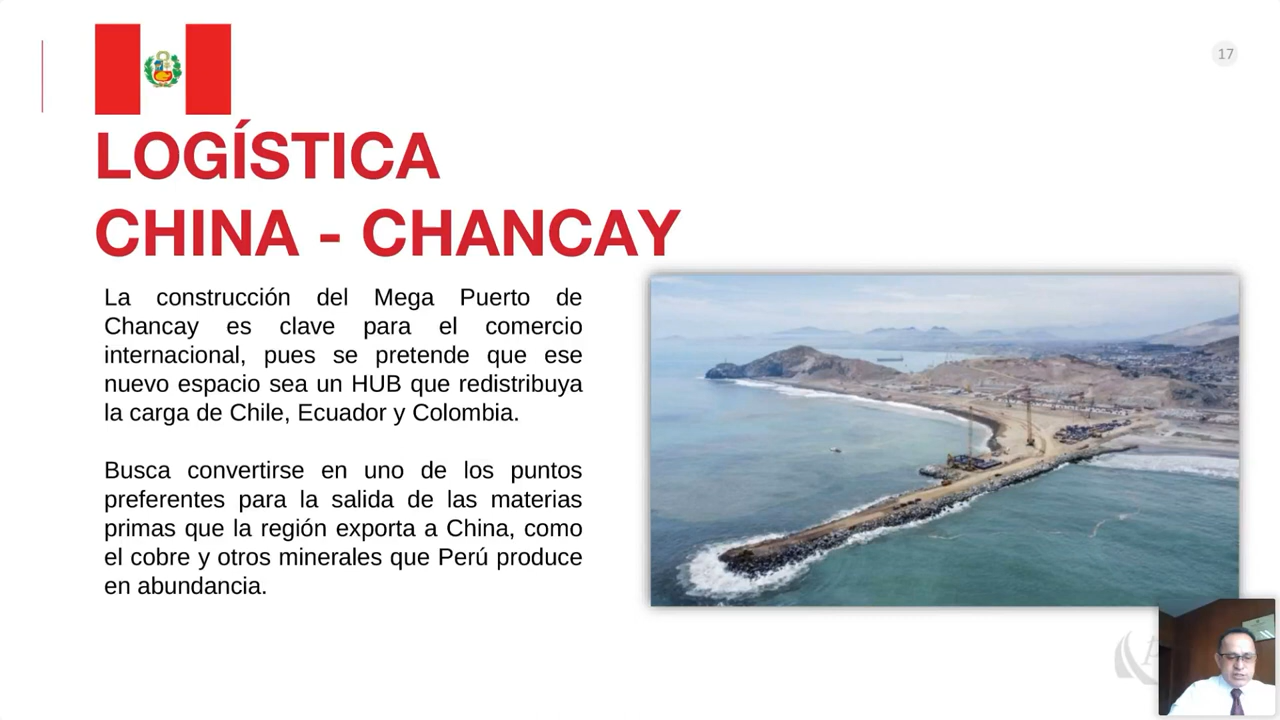 17
LOGÍSTICA
CHINA - CHANCAY
La construcción del Mega Puerto de
Chancay es clave para el comercio
internacional, pues se pretende que ese
nuevo espacio sea un HUB que redistribuya
la carga de Chile, Ecuador y Colombia.
Busca convertirse en uno de los puntos
preferentes para la salida de las materias
primas que la región exporta a China, como
el cobre y otros minerales que Perú produce
en abundancia.